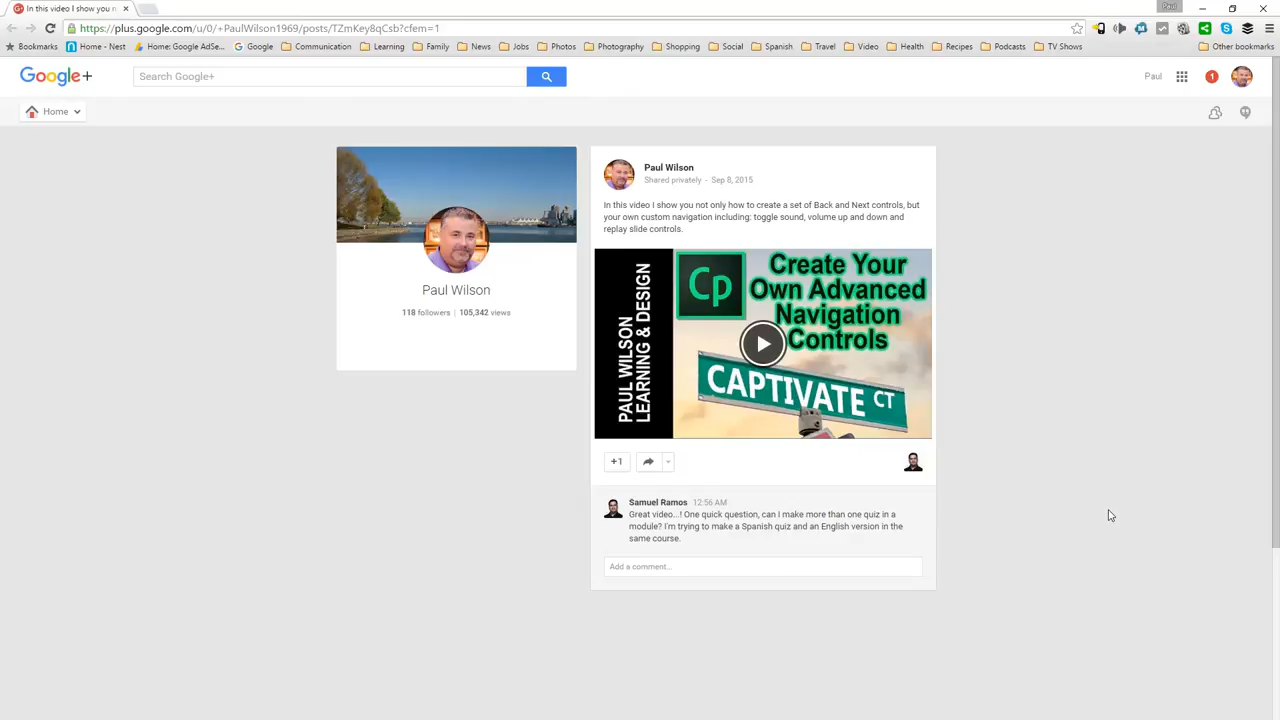 In this video I show you n
Paul
https://plus.google.com/u/0/+PaulWilson1969/posts/TZmKey8qCsb?cfem=1
Bookmarks Home - Nest Home: Google AdSe... Google Communication Learning Family News Jobs Photos Photography Shopping Social Spanish Travel Video Health Recipes Podcasts TV Shows Other bookmarks
Google+ Search Google+ Paul 1
Home
Paul Wilson
118 followers | 105,342 views
Paul Wilson
Shared privately - Sep 8, 2015
In this video I show you not only how to create a set of Back and Next controls, but
your own custom navigation including: toggle sound, volume up and down and
replay slide controls.
PAUL WILSON
LEARNING & DESIGN
Cp
Create Your
Own Advanced
Navigation
Controls
CAPTIVATE CT
+1
Samuel Ramos 12:56 AM
Great video...! One quick question, can i make more than one quiz in a
module? I'm trying to make a Spanish quiz and an English version in the
same course.
Add a comment...